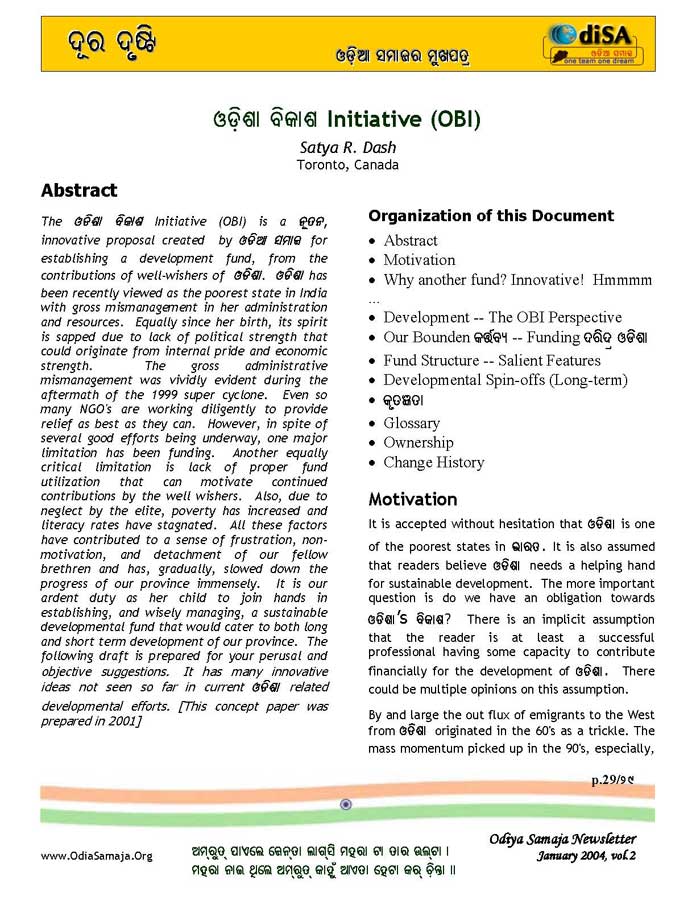 ଦୂର ଦୃଷ୍ଟି
ଓଡ଼ିଆ ସମାଜର ମୁଖପତ୍ର
OdiSA
ଓଡ଼ିଆ ସମାଜ
one team one dream
ଓଡ଼ିଶା ବିକାଶ Initiative (OBI)
Satya R. Dash
Toronto, Canada
Abstract
The ଓଡିଶା ବିକାଶ Initiative (OBI) is a ନୂତନ,
innovative proposal created by ଓଡିଆ ସମାଜ for
establishing a development fund, from the
contributions of well-wishers of ଓଡିଶା. ଓଡିଶା has
been recently viewed as the poorest state in India
with gross mismanagement in her administration
and resources. Equally since her birth, its spirit
is sapped due to lack of political strength that
could originate from internal pride and economic
strength. The gross administrative
mismanagement was vividly evident during the
aftermath of the 1999 super cyclone. Even so
many NGO's are working diligently to provide
relief as best as they can. However, in spite of
several good efforts being underway, one major
limitation has been funding. Another equally
critical limitation is lack of proper fund
utilization that can motivate continued
contributions by the well wishers. Also, due to
neglect by the elite, poverty has increased and
literacy rates have stagnated. All these factors
have contributed to a sense of frustration, non-
motivation, and detachment of our fellow
brethren and has, gradually, slowed down the
progress of our province immensely. It is our
ardent duty as her child to join hands in
establishing, and wisely managing, a sustainable
developmental fund that would cater to both long
and short term development of our province. The
following draft is prepared for your perusal and
objective suggestions. It has many innovative
ideas not seen so far in current ଓଡିଶା related
developmental efforts. [This concept paper was
prepared in 2001]
Organization of this Document
• Abstract
• Motivation
• Why another fund? Innovative! Hmmmm
...
• Development -- The OBI Perspective
• Our Bounden କର୍ତ୍ତବ୍ୟ -- Funding ଦରିଦ୍ର ଓଡିଶା
• Fund Structure -- Salient Features
• Developmental Spin-offs (Long-term)
• କୃତଜ୍ଞତା
• Glossary
• Ownership
• Change History
Motivation
It is accepted without hesitation that ଓଡିଶା is one
of the poorest states in ଭାରତ. It is also assumed
that readers believe ଓଡିଶା needs a helping hand
for sustainable development. The more important
question is do we have an obligation towards
ଓଡିଶା's ବିକାଶ? There is an implicit assumption
that the reader is at least a successful
professional having some capacity to contribute
financially for the development of ଓଡିଶା. There
could be multiple opinions on this assumption.
By and large the out flux of emigrants to the West
from ଓଡିଶା originated in the 60's as a trickle. The
mass momentum picked up in the 90's, especially,
p.29/୨୯
www.OdiaSamaja.Org
ଅମ୍ରୁତ୍ ପାଏଲେ କେନ୍ତା ଲାଗ୍‌ସି ମହରା ଟା ତାର ଉଲ୍‌ଟା ।
ମହରା ନାଇ ଥିଲେ ଅମ୍ରୁତ୍ କାହୁଁ ଆଏତା ହେଟା କର୍ ଚିନ୍ତା ॥
Odiya Samaja Newsletter
January 2004, vol.2